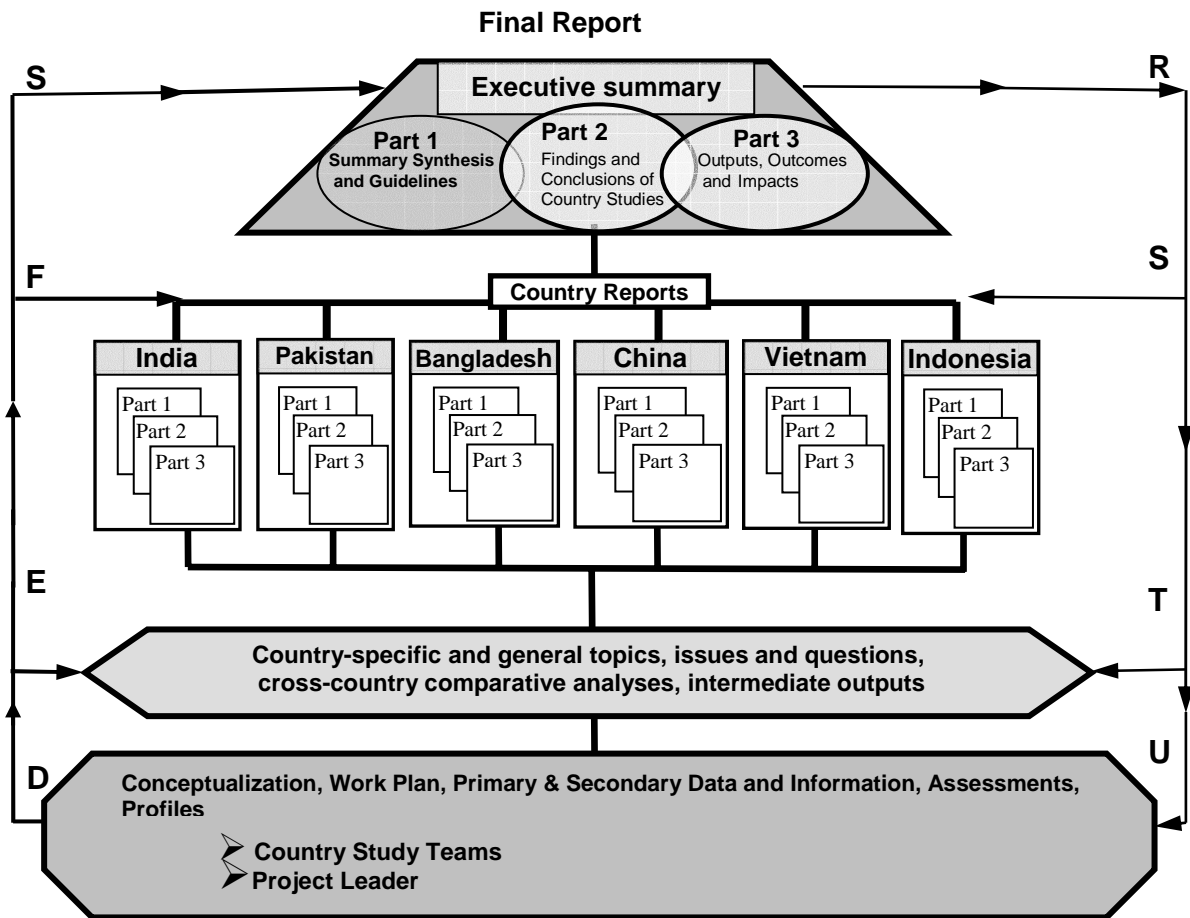 Final Report
S
R
Executive summary
Part 1
Summary Synthesis
and Guidelines
Part 2
Findings and
Conclusions of
Country Studies
Part 3
Outputs, Outcomes
and Impacts
F
S
Country Reports
India
Part 1
Part 2
Part 3
Pakistan
Part 1
Part 2
Part 3
Bangladesh
Part 1
Part 2
Part 3
China
Part 1
Part 2
Part 3
Vietnam
Part 1
Part 2
Part 3
Indonesia
Part 1
Part 2
Part 3
E
T
Country-specific and general topics, issues and questions,
cross-country comparative analyses, intermediate outputs
D
U
Conceptualization, Work Plan, Primary & Secondary Data and Information, Assessments,
Profiles
Country Study Teams
Project Leader